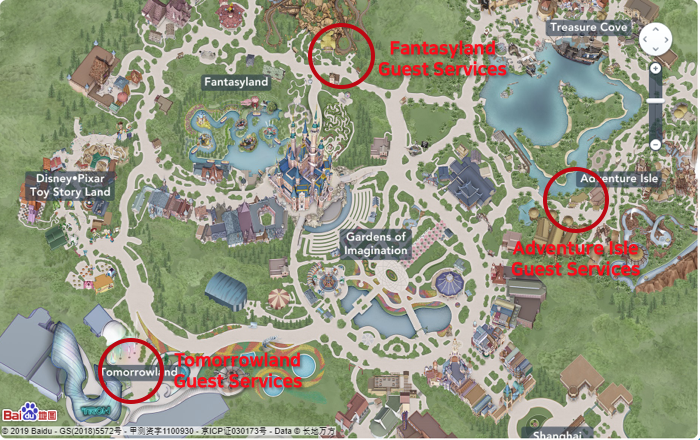 Treasure Cove
Fantasyland
Guest Services
Fantasyland
Disney•Pixar
Toy Story Land
Adventure Isle
Gardens of
Imagination
Adventure Isle
Guest Services
Tomorrowland
Tomorrowland
Guest Services
TRON
Bai du 地图
© 2019 Baidu - GS(2018)5572号 - 甲测资字1100930 - 京ICP证030173号 - Data © 长地万方
Shanghai